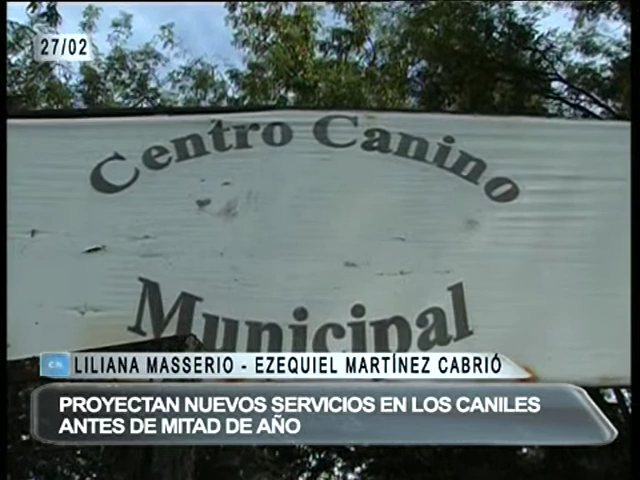 27/02
Centro Canino
Municipal
LILIANA MASSERIO - EZEQUIEL MARTÍNEZ CABRIÓ
PROYECTAN NUEVOS SERVICIOS EN LOS CANILES
ANTES DE MITAD DE AÑO